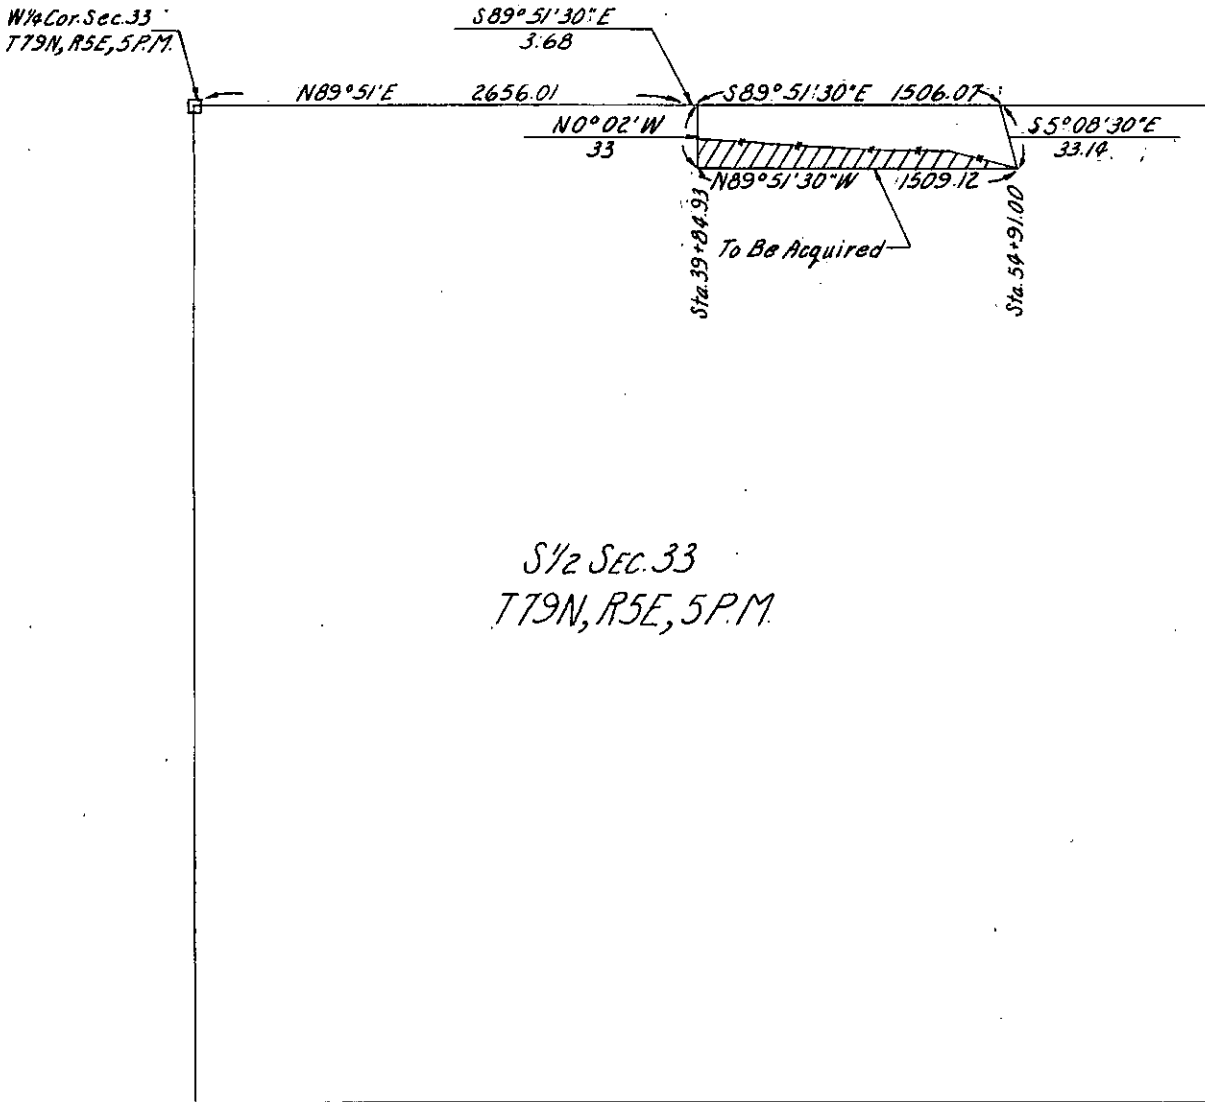 W¼ Cor. Sec. 33
T79N, R5E, 5P.M.
S89°51'30"E
3.68
N89°51'E 2656.01
S89°51'30"E 1506.07
N0°02'W
33
S5°08'30"E
33.14
N89°51'30"W 1509.12
Sta. 39+84.93
To Be Acquired
Sta. 54+91.00
S½ SEC. 33
T79N, R5E, 5P.M.